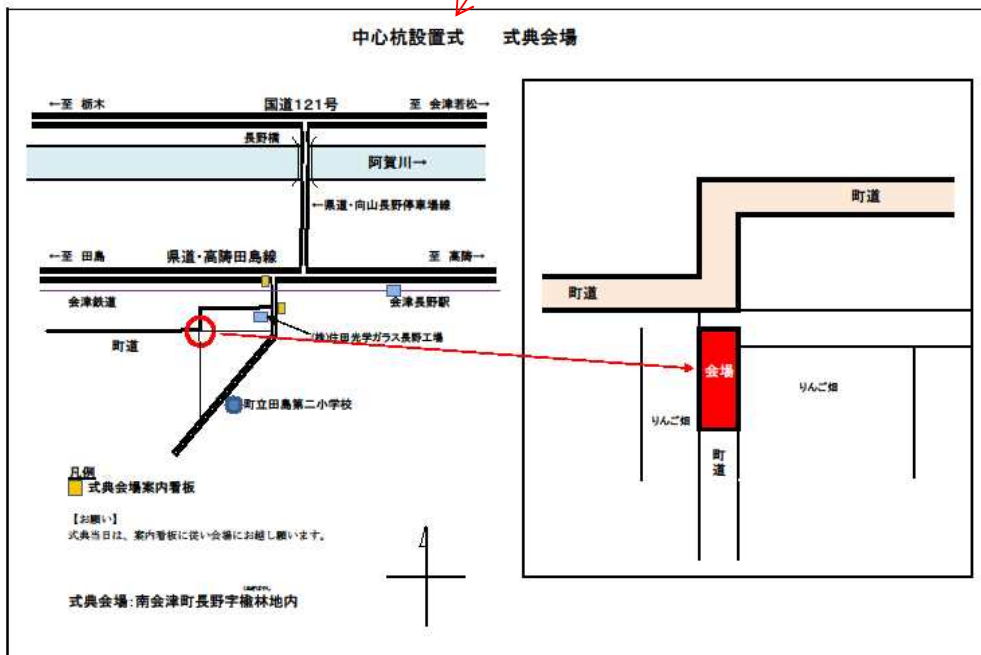 中心杭設置式　　式典会場
←至 栃木
国道121号
至 会津若松→
長野橋
阿賀川→
←県道・向山長野停車場線
←至 田島
県道・高陦田島線
至 高陦→
会津鉄道
会津長野駅
(株)住田光学ガラス長野工場
町道
町立田島第二小学校
凡例
式典会場案内看板
【お願い】
式典当日は、案内看板に従い会場にお越し願います。
式典会場:南会津町長野字楡林地内
町道
町道
会場
りんご畑
りんご畑
町道